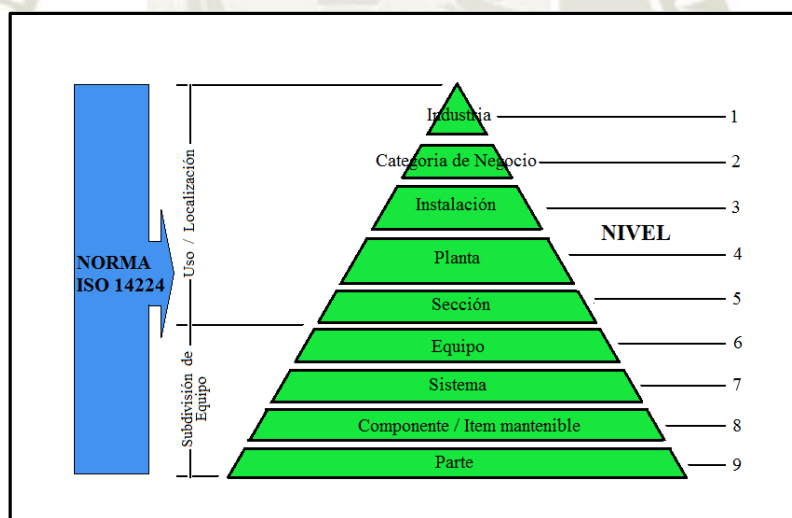 Industria
1
Categoria de Negocio
2
Instalación
3
NIVEL
Planta
4
Sección
5
Equipo
6
Sistema
7
Componente / Item mantenible
8
Parte
9
NORMA
ISO 14224
Uso / Localización
Subdivisión de
Equipo